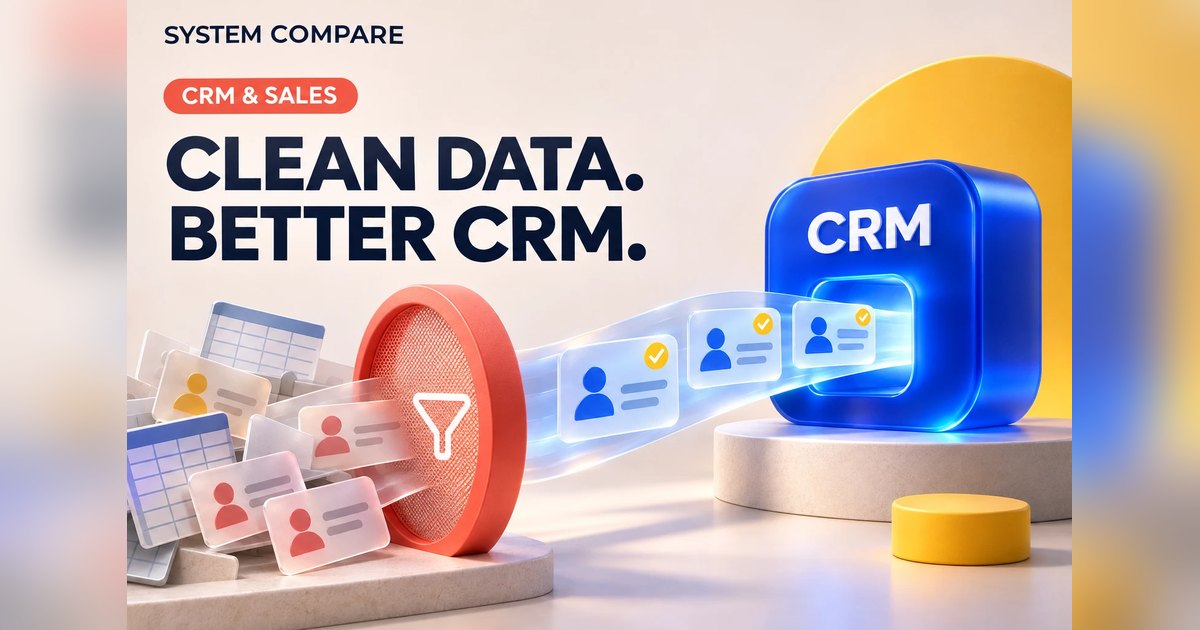 SYSTEM COMPARE
CRM & SALES
CLEAN DATA.
BETTER CRM.
CRM